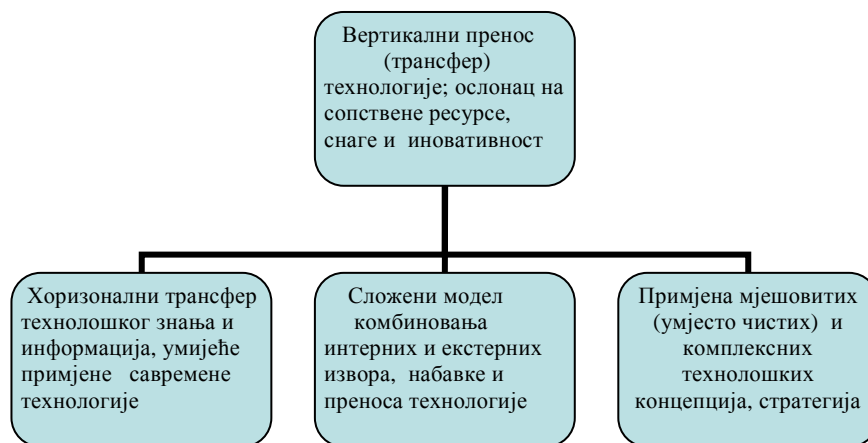 Вертикални пренос
(трансфер)
технологије; ослонац на
сопствене ресурсе,
снаге и иновативност
Хоризонални трансфер
технолошког знања и
информација, умијеће
примјене савремене
технологије
Сложени модел
комбиновања
интерних и екстерних
извора, набавке и
преноса технологије
Примјена мјешовитих
(умјесто чистих) и
комплексних
технолошких
концепција, стратегија